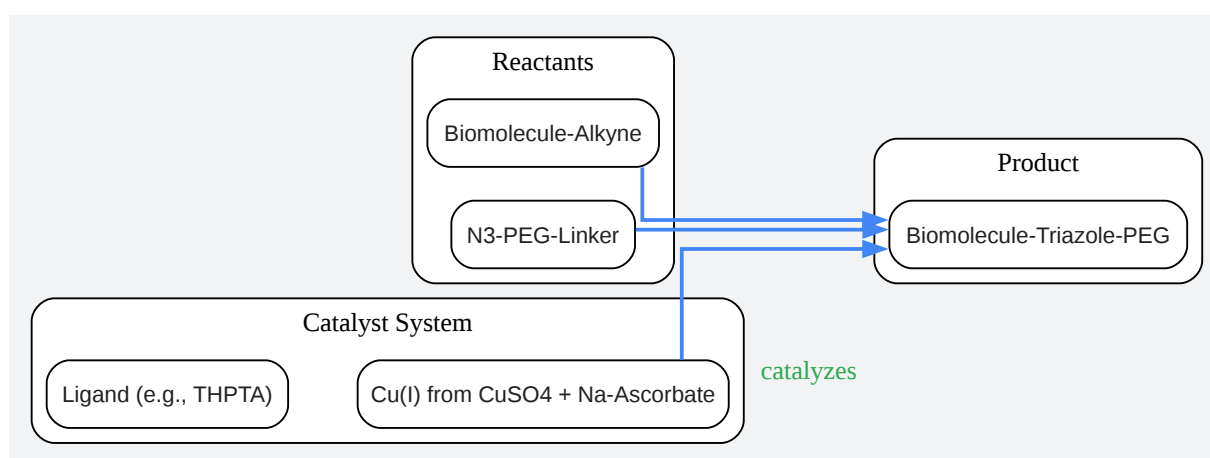 Reactants
Biomolecule-Alkyne
N3-PEG-Linker
Product
Biomolecule-Triazole-PEG
Catalyst System
Ligand (e.g., THPTA)
Cu(I) from CuSO4 + Na-Ascorbate
catalyzes